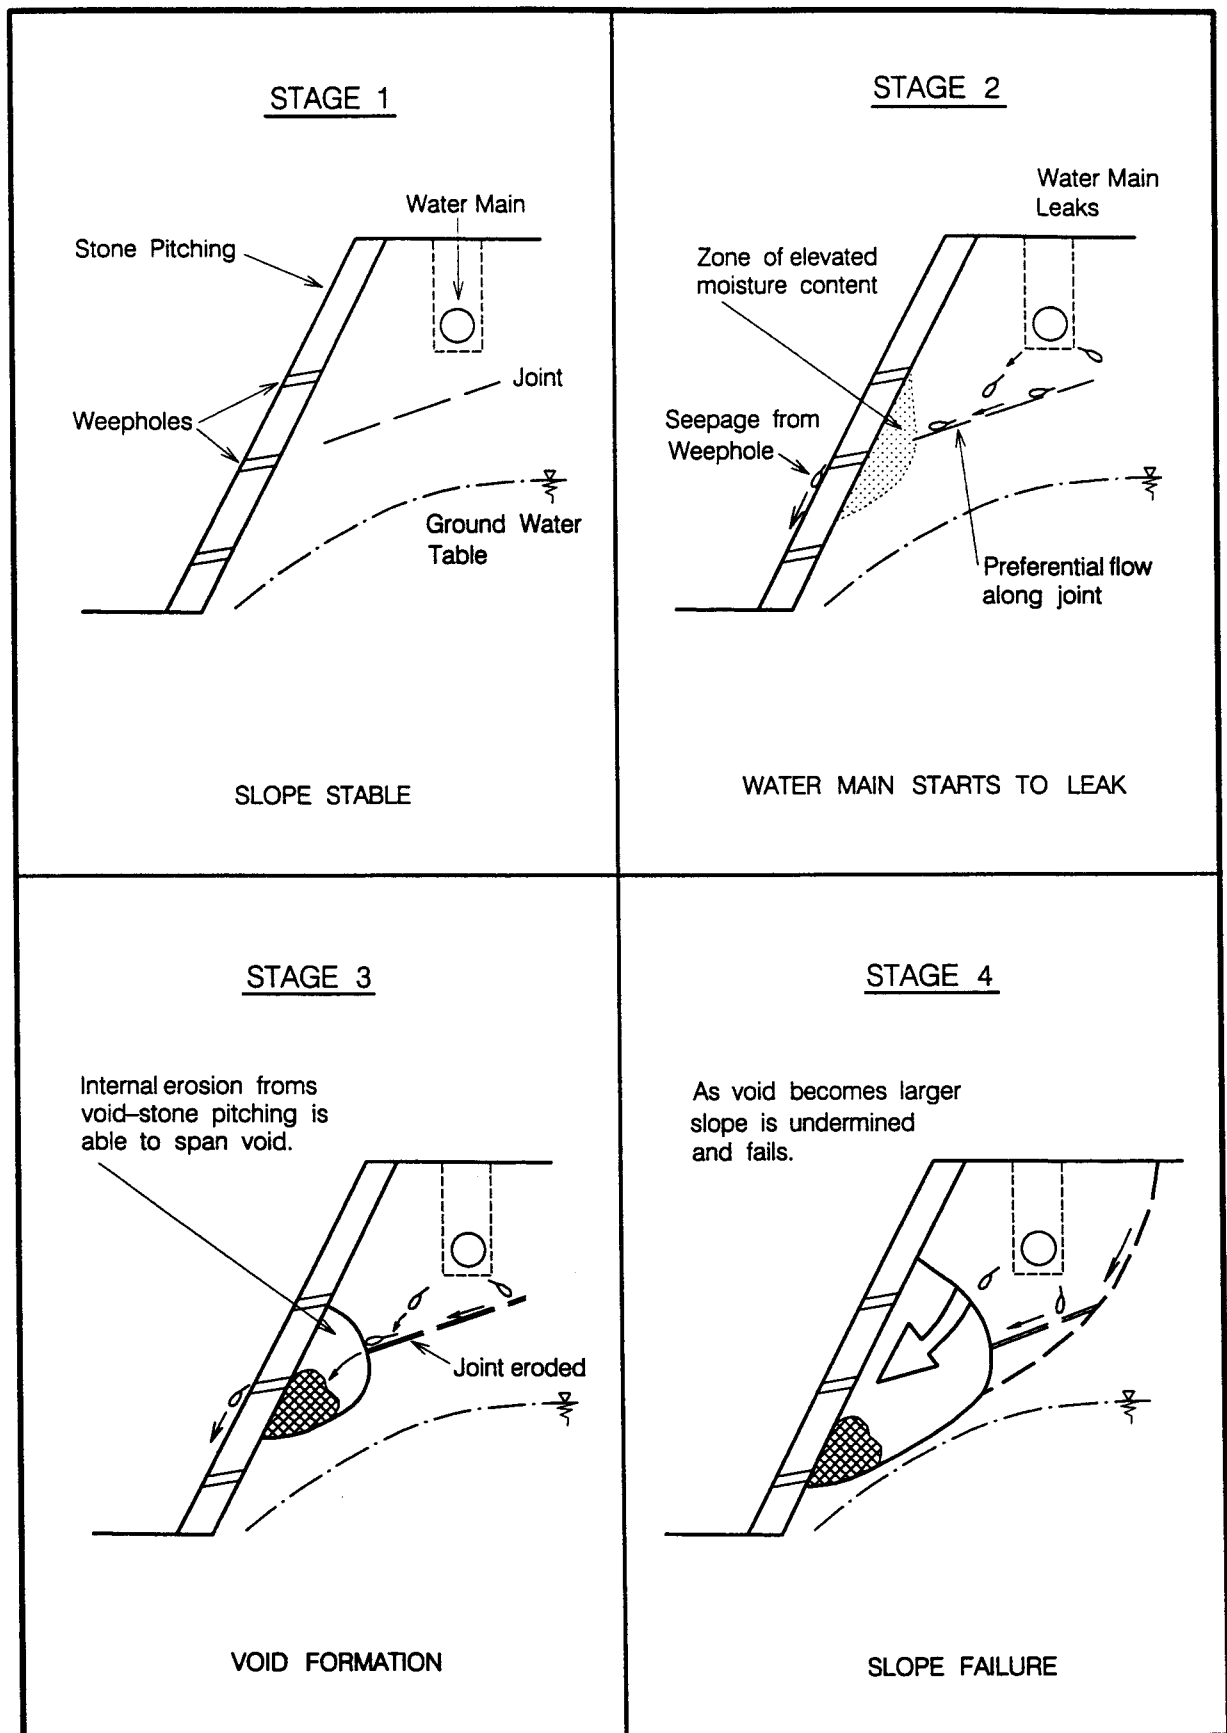 STAGE 1
Water Main
Stone Pitching
Joint
Weepholes
Ground Water
Table
SLOPE STABLE
STAGE 2
Water Main
Leaks
Zone of elevated
moisture content
Seepage from
Weephole
Preferential flow
along joint
WATER MAIN STARTS TO LEAK
STAGE 3
Internal erosion froms
void–stone pitching is
able to span void.
Joint eroded
VOID FORMATION
STAGE 4
As void becomes larger
slope is undermined
and fails.
SLOPE FAILURE